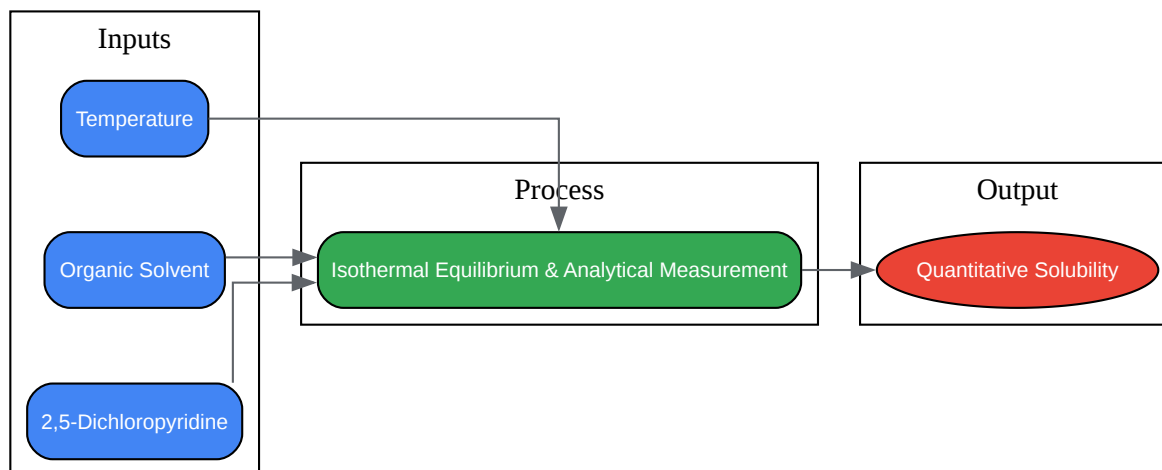 Inputs
Temperature
Organic Solvent
2,5-Dichloropyridine
Process
Isothermal Equilibrium & Analytical Measurement
Output
Quantitative Solubility